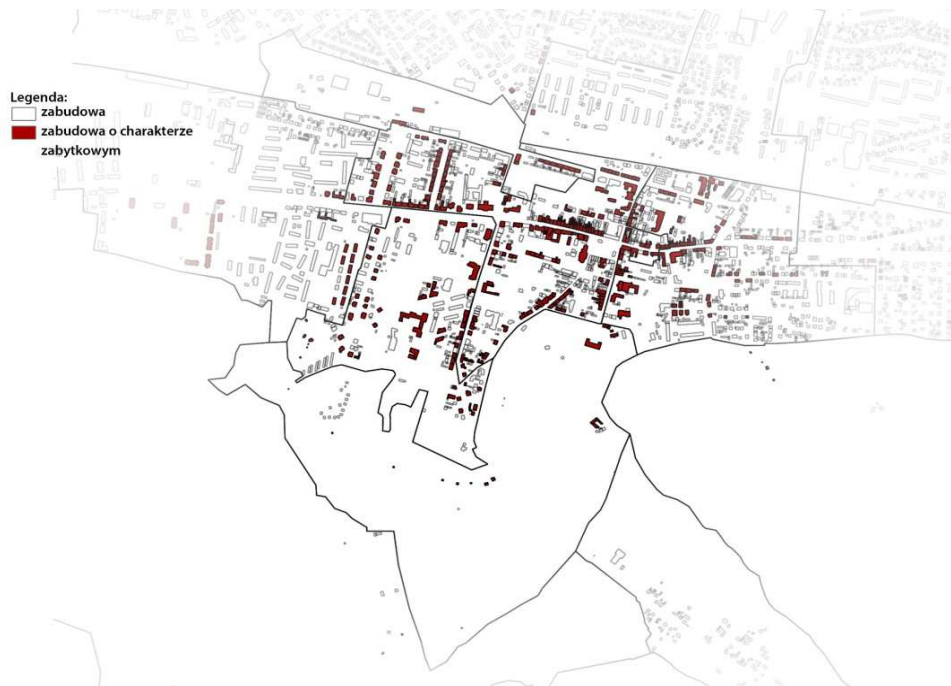 Legenda:
zabudowa
zabudowa o charakterze
zabytkowym